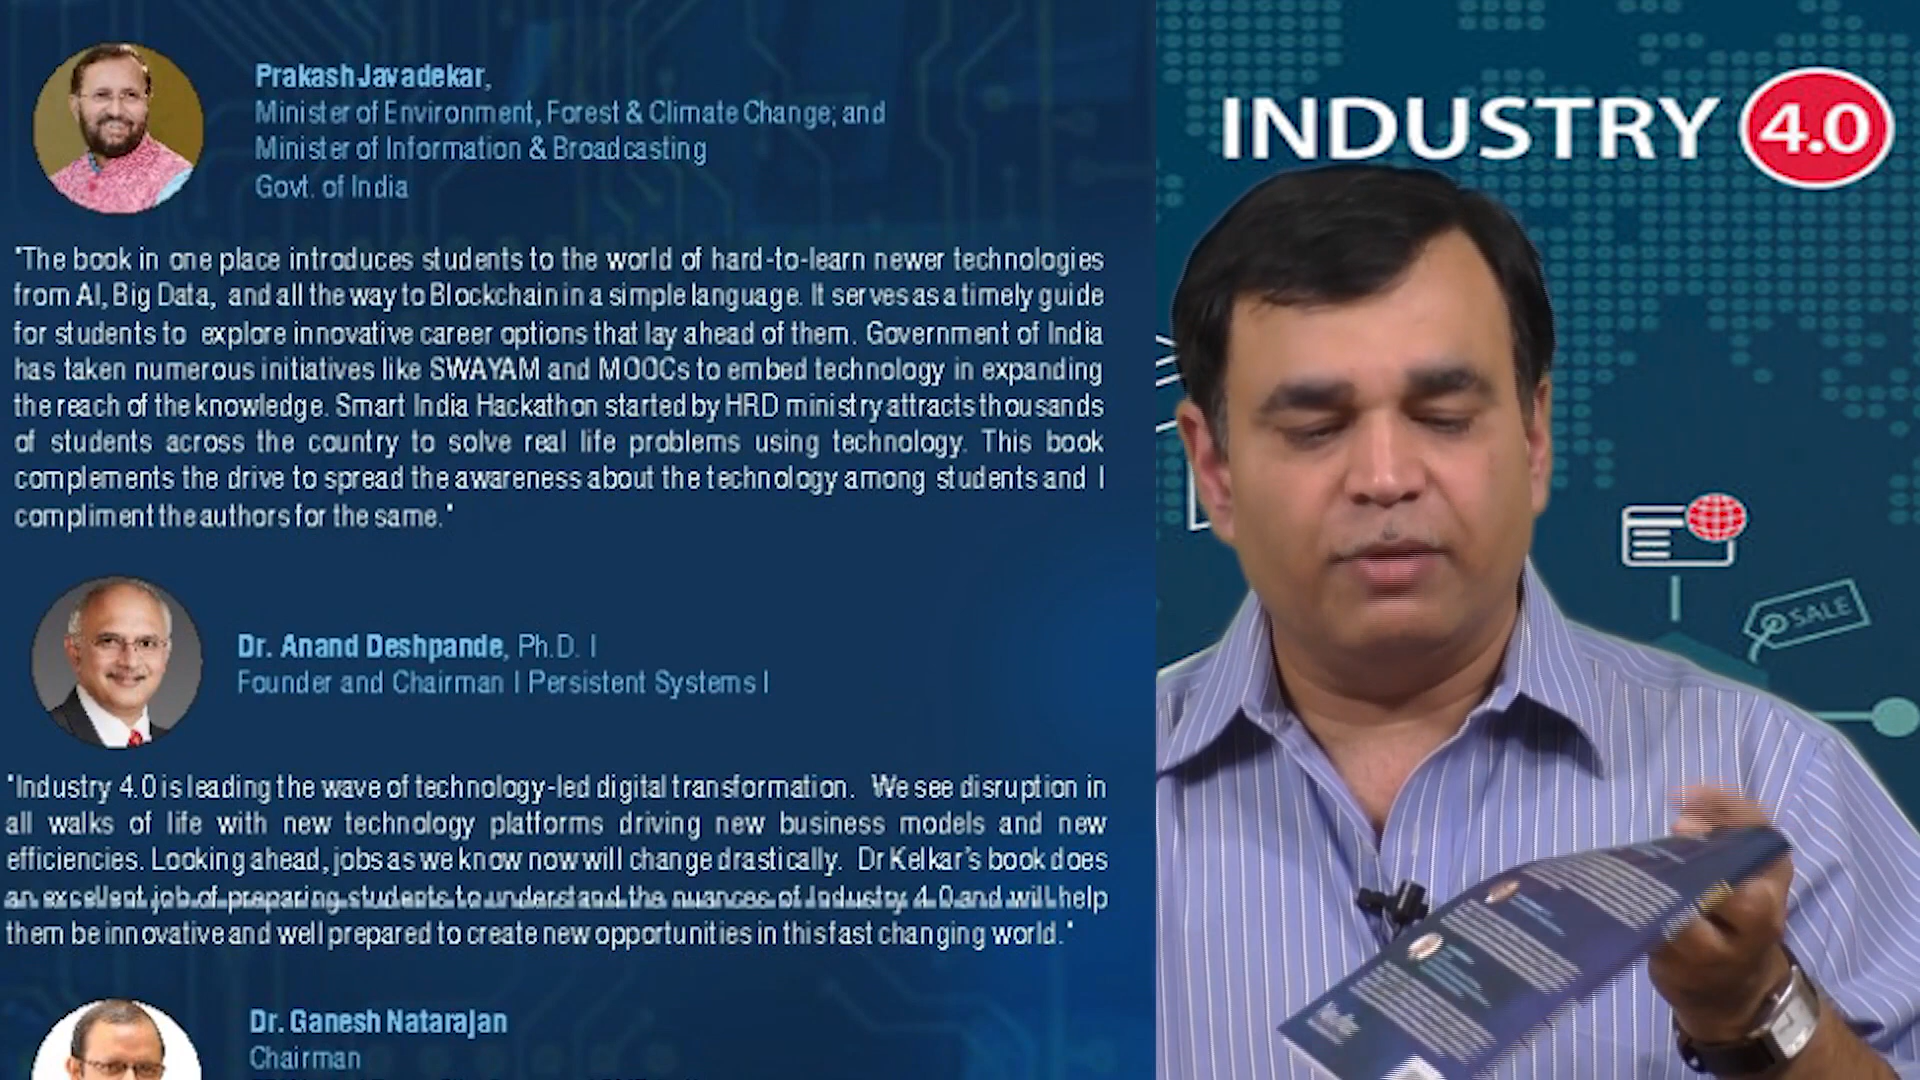 Prakash Javadekar,
Minister of Environment, Forest & Climate Change; and
Minister of Information & Broadcasting
Govt. of India
"The book in one place introduces students to the world of hard-to-learn newer technologies
from AI, Big Data, and all the way to Blockchain in a simple language. It serves as a timely guide
for students to explore innovative career options that lay ahead of them. Government of India
has taken numerous initiatives like SWAYAM and MOOCs to embed technology in expanding
the reach of the knowledge. Smart India Hackathon started by HRD ministry attracts thousands
of students across the country to solve real life problems using technology. This book
complements the drive to spread the awareness about the technology among students and I
compliment the authors for the same."
Dr. Anand Deshpande, Ph.D. |
Founder and Chairman | Persistent Systems |
"Industry 4.0 is leading the wave of technology-led digital transformation. We see disruption in
all walks of life with new technology platforms driving new business models and new
efficiencies. Looking ahead, jobs as we know now will change drastically. Dr Kelkar's book does
an excellent job of preparing students to understand the nuances of Industry 4.0 and will help
them be innovative and well prepared to create new opportunities in this fast changing world."
Dr. Ganesh Natarajan
Chairman
INDUSTRY 4.0
SALE